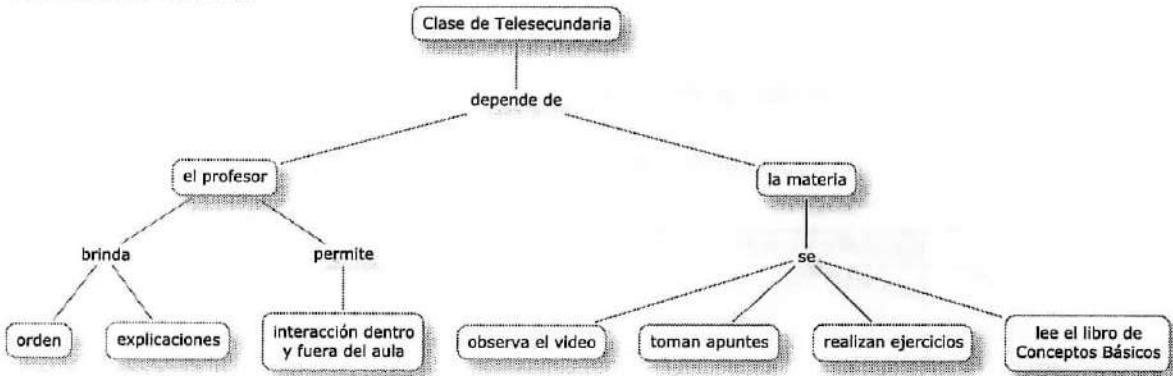 Clase de Telesecundaria
depende de
el profesor
la materia
brinda
permite
se
orden
explicaciones
interacción dentro
y fuera del aula
observa el video
toman apuntes
realizan ejercicios
lee el libro de
Conceptos Básicos